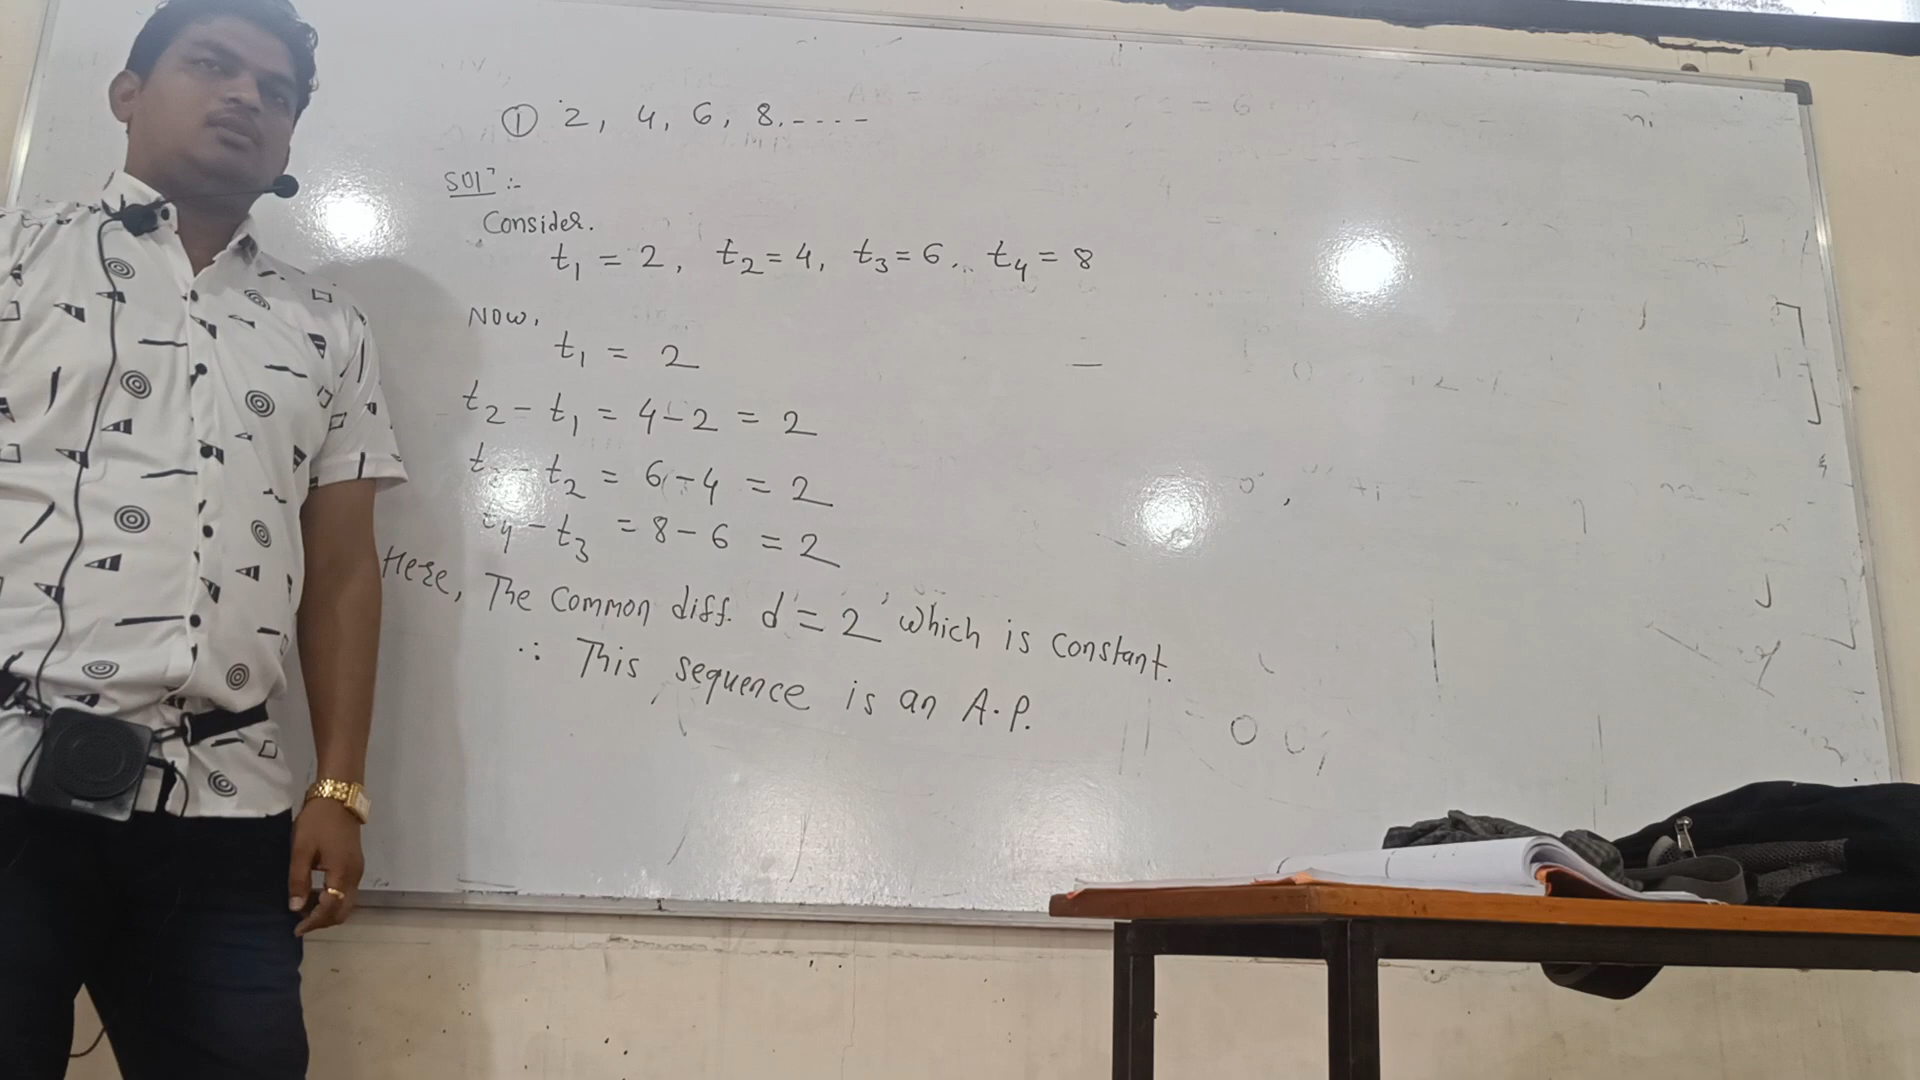 ① 2, 4, 6, 8.----
Solⁿ :-
Consider.
t₁ = 2, t₂ = 4, t₃ = 6, t₄ = 8
Now,
t₁ = 2
t₂ - t₁ = 4 - 2 = 2
t - t₂ = 6 - 4 = 2
t₄ - t₃ = 8 - 6 = 2
Here, The common diff. 'd = 2' which is constant.
∴ This sequence is an A.P.